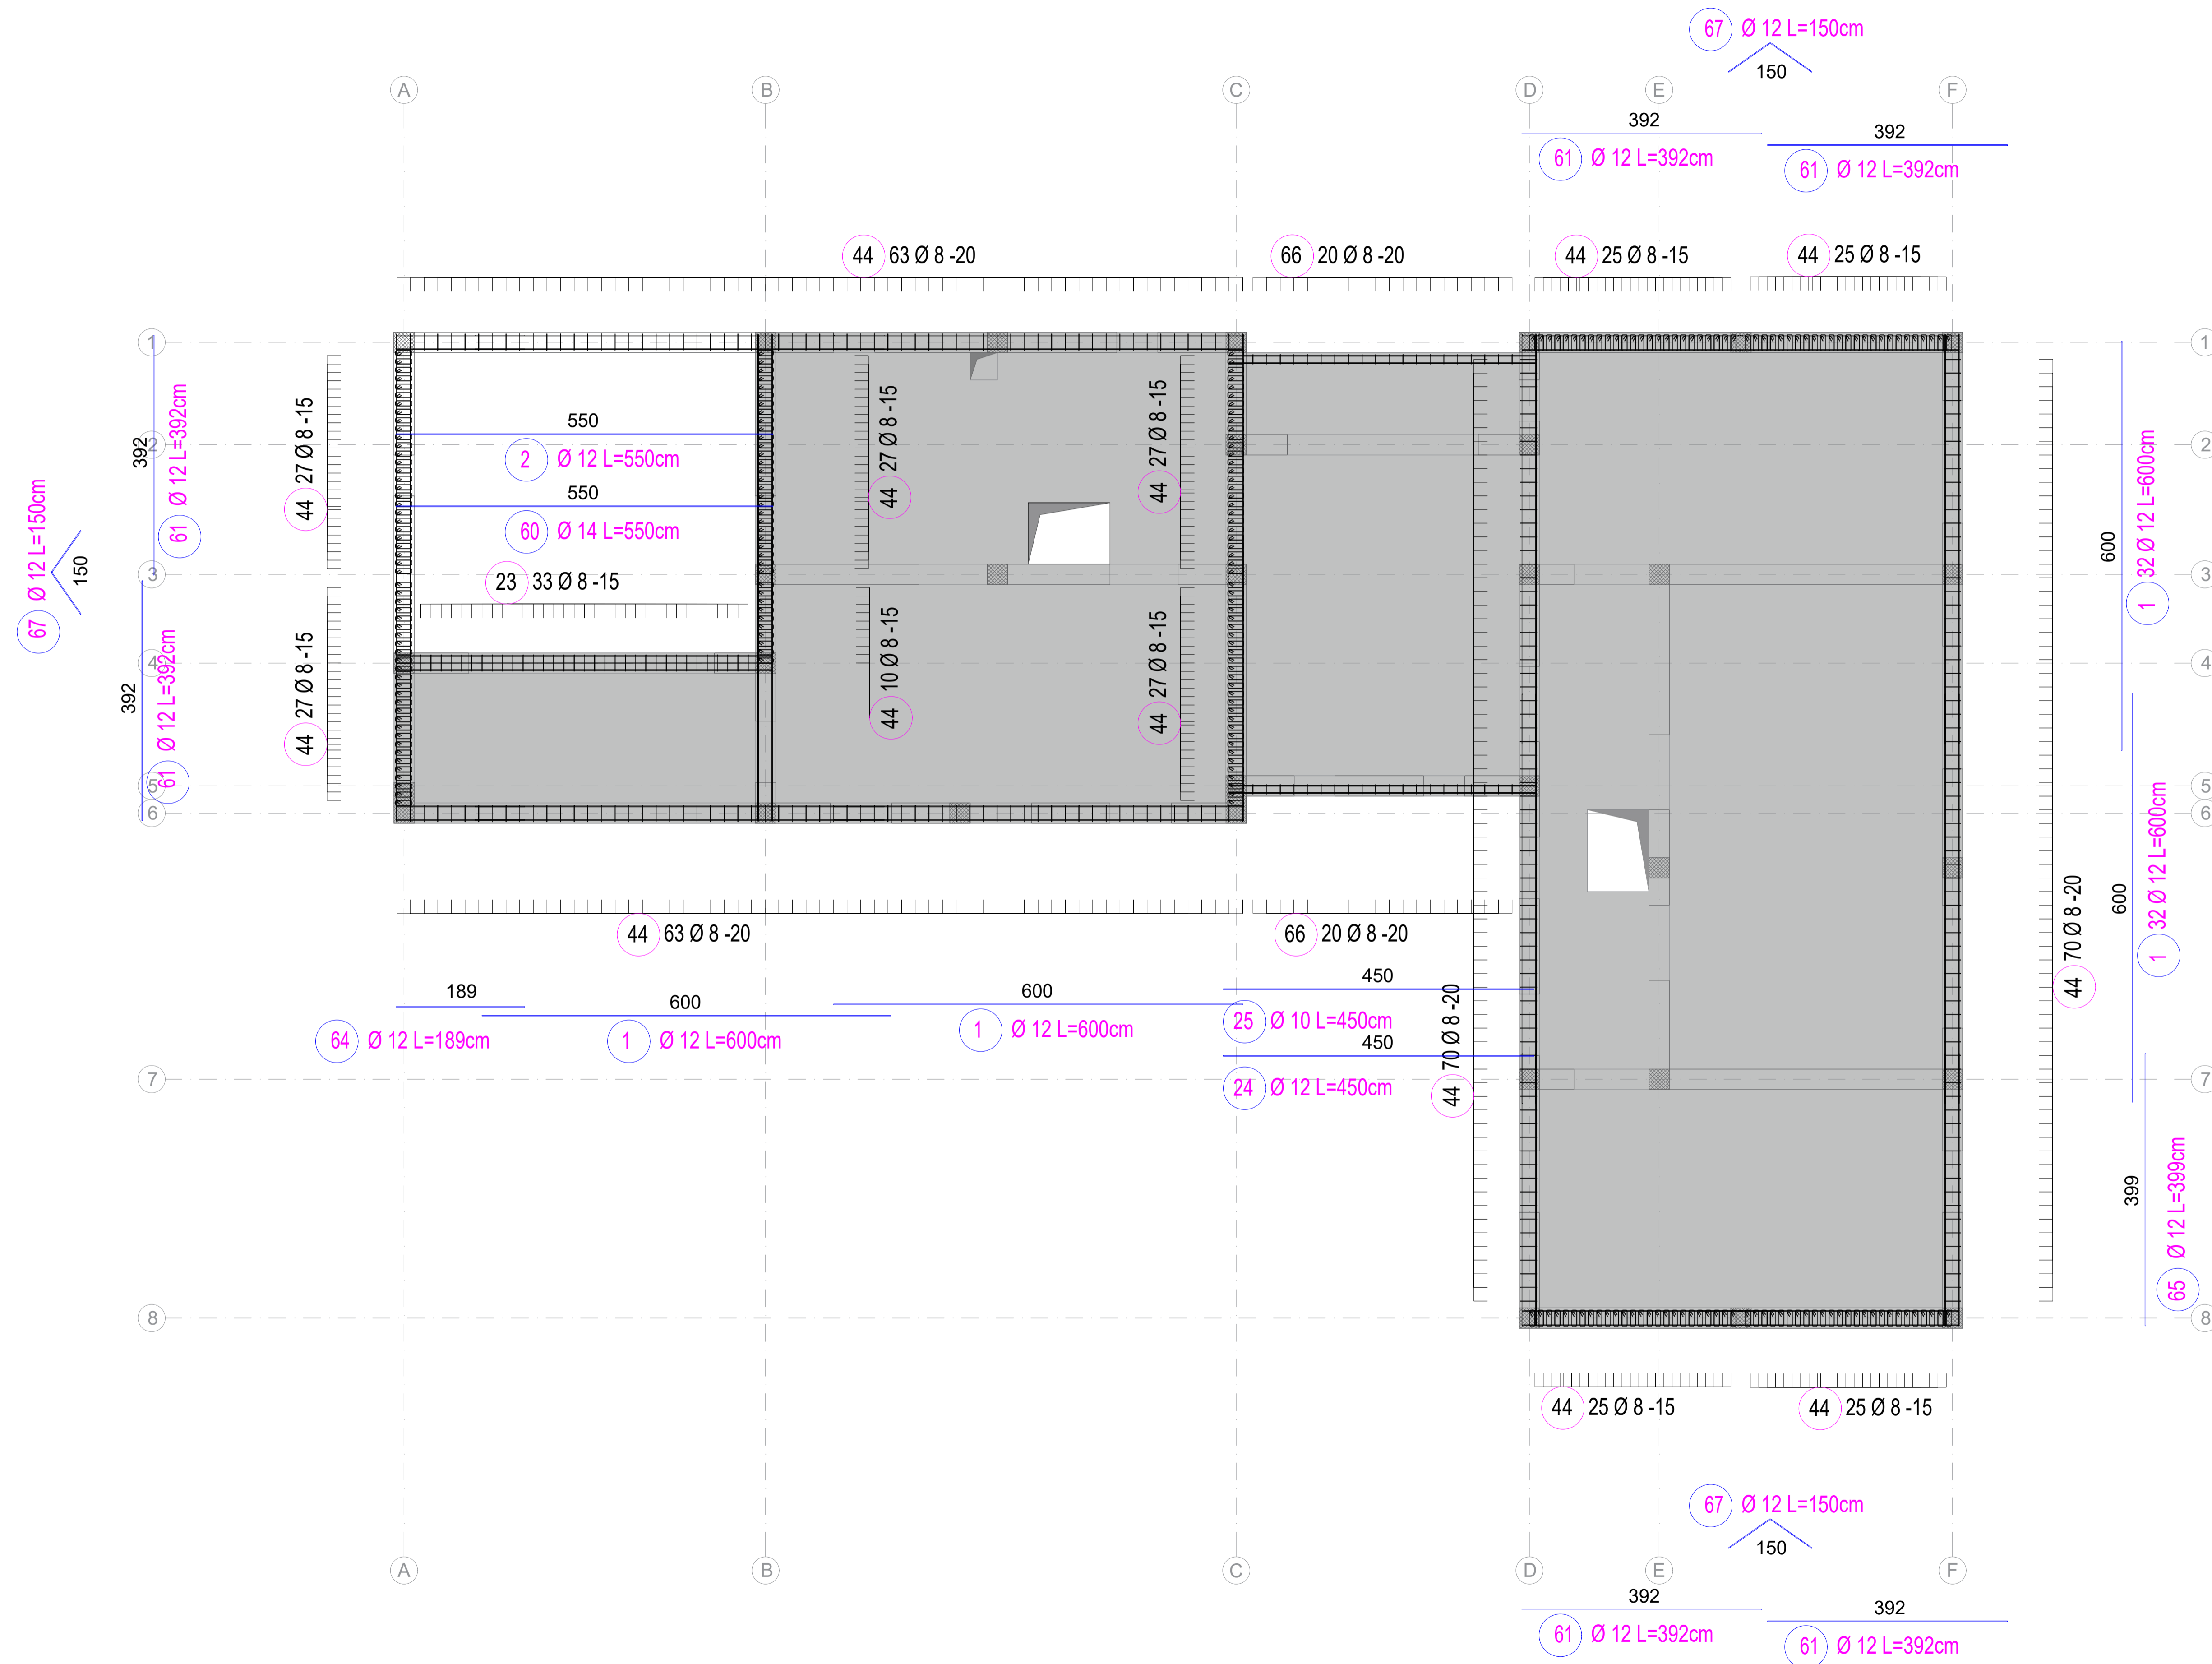 67 Ø 12 L=150cm
150
A B C D E F
392
61 Ø 12 L=392cm
392
61 Ø 12 L=392cm
44 63 Ø 8 -20
66 20 Ø 8 -20
44 25 Ø 8 -15
44 25 Ø 8 -15
1
1
2
2
3
3
4
4
5
5
6
6
7
7
8
8
67 Ø 12 L=150cm
150
392
61 Ø 12 L=392cm
392
61 Ø 12 L=392cm
44 27 Ø 8 -15
44 27 Ø 8 -15
550
2 Ø 12 L=550cm
550
60 Ø 14 L=550cm
23 33 Ø 8 -15
44 27 Ø 8 -15
44 10 Ø 8 -15
44 27 Ø 8 -15
44 27 Ø 8 -15
600
1 32 Ø 12 L=600cm
600
1 32 Ø 12 L=600cm
44 70 Ø 8 -20
399
65 Ø 12 L=399cm
44 63 Ø 8 -20
66 20 Ø 8 -20
189
64 Ø 12 L=189cm
600
1 Ø 12 L=600cm
600
1 Ø 12 L=600cm
450
25 Ø 10 L=450cm
450
24 Ø 12 L=450cm
44 70 Ø 8 -20
44 25 Ø 8 -15
44 25 Ø 8 -15
67 Ø 12 L=150cm
150
A B C D E F
392
61 Ø 12 L=392cm
392
61 Ø 12 L=392cm